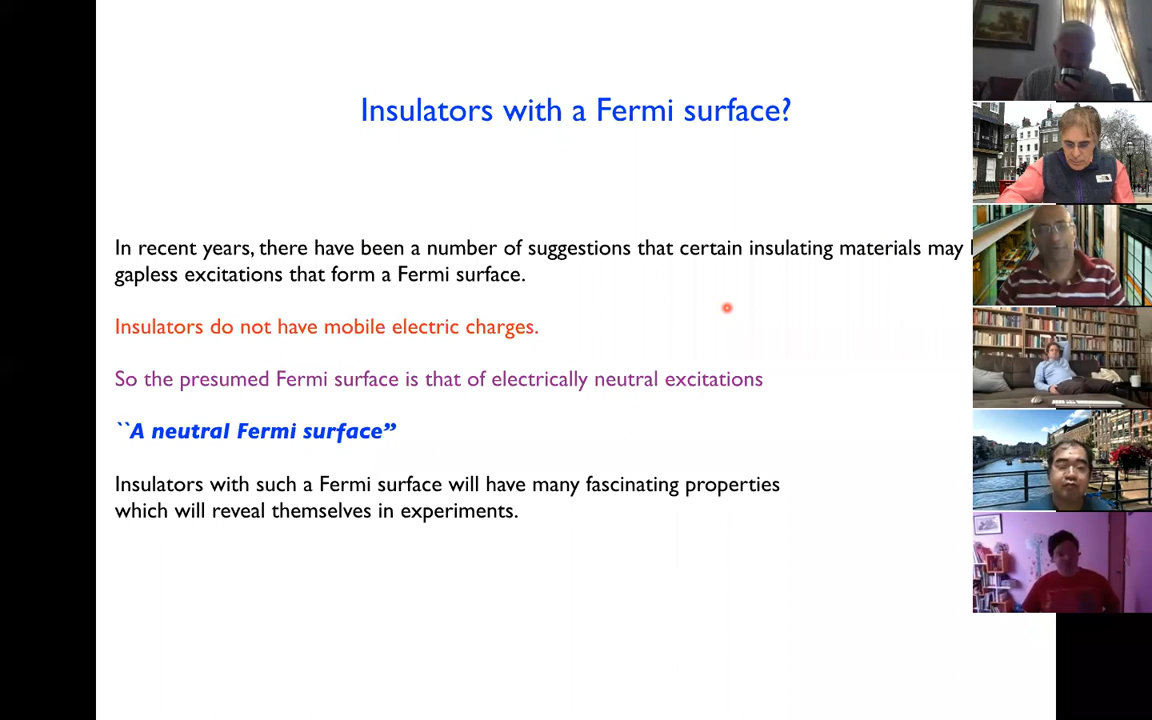 Insulators with a Fermi surface?
In recent years, there have been a number of suggestions that certain insulating materials may
gapless excitations that form a Fermi surface.
Insulators do not have mobile electric charges.
So the presumed Fermi surface is that of electrically neutral excitations
``A neutral Fermi surface”
Insulators with such a Fermi surface will have many fascinating properties
which will reveal themselves in experiments.